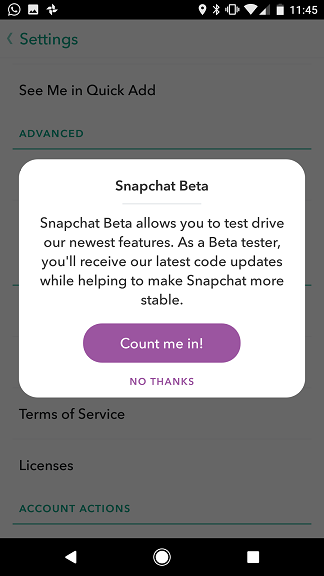 11:45
Settings
See Me in Quick Add
ADVANCED
Snapchat Beta
Snapchat Beta allows you to test drive
our newest features. As a Beta tester,
you'll receive our latest code updates
while helping to make Snapchat more
stable.
Count me in!
NO THANKS
Terms of Service
Licenses
ACCOUNT ACTIONS